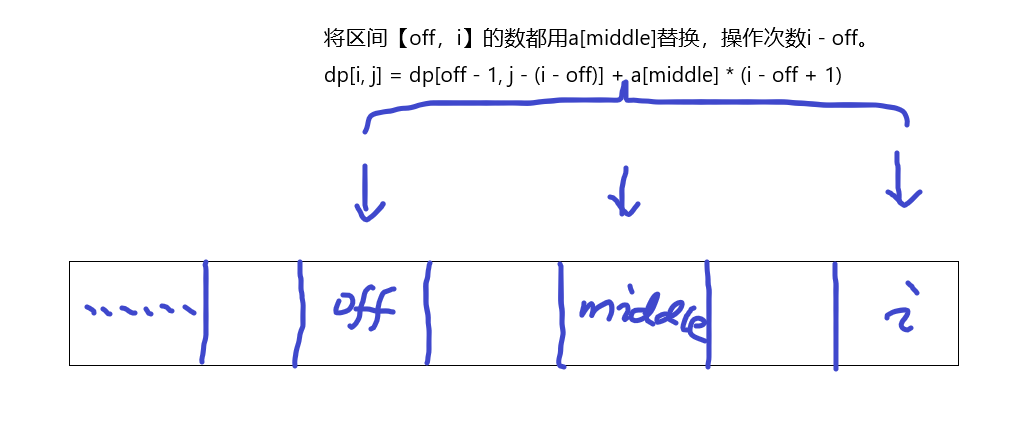 将区间【off，i】的数都用a[middle]替换，操作次数i - off。
dp[i, j] = dp[off - 1, j - (i - off)] + a[middle] * (i - off + 1)
...... off middle i